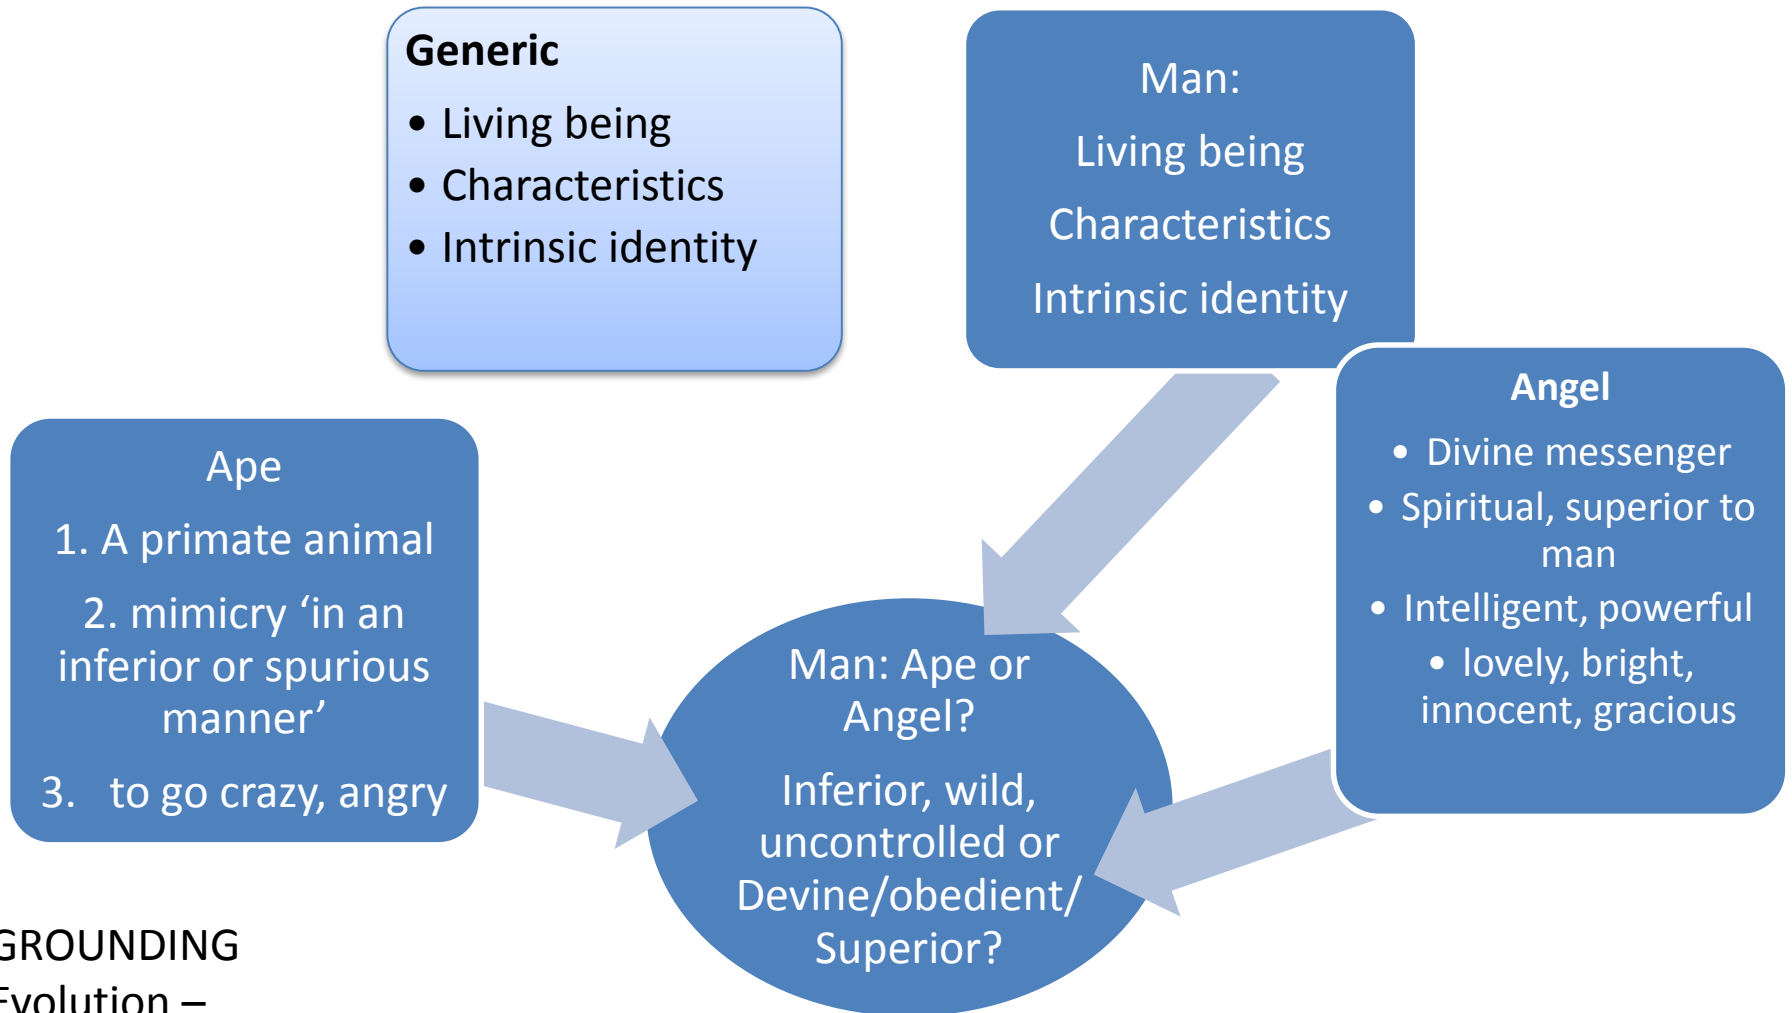 Generic
• Living being
• Characteristics
• Intrinsic identity
Man:
Living being
Characteristics
Intrinsic identity
Ape
1. A primate animal
2. mimicry ‘in an
inferior or spurious
manner’
3. to go crazy, angry
Angel
• Divine messenger
• Spiritual, superior to
man
• Intelligent, powerful
• lovely, bright,
innocent, gracious
Man: Ape or
Angel?
Inferior, wild,
uncontrolled or
Devine/obedient/
Superior?
GROUNDING
Evolution –